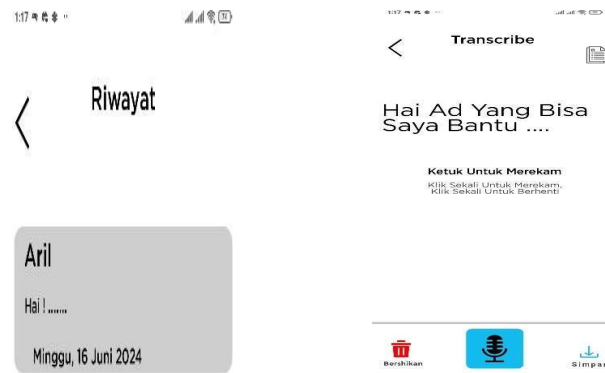 1:17
Riwayat
Aril
Hai ! .......
Minggu, 16 Juni 2024
1:17
Transcribe
Hai Ad Yang Bisa
Saya Bantu ....
Ketuk Untuk Merekam
Klik Sekali Untuk Merekam,
Klik Sekali Untuk Berhenti
Bershikan
Simpan